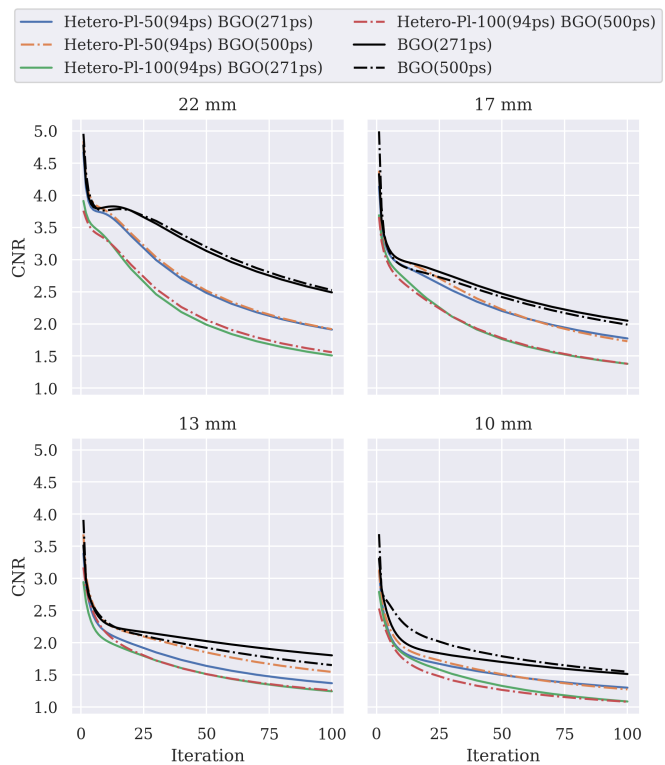 Hetero-Pl-50(94ps) BGO(271ps)
Hetero-Pl-50(94ps) BGO(500ps)
Hetero-Pl-100(94ps) BGO(271ps)
Hetero-Pl-100(94ps) BGO(500ps)
BGO(271ps)
BGO(500ps)
22 mm
17 mm
5.0
4.5
4.0
3.5
3.0
2.5
2.0
1.5
1.0
CNR
13 mm
10 mm
5.0
4.5
4.0
3.5
3.0
2.5
2.0
1.5
1.0
CNR
0 25 50 75 100
0 25 50 75 100
Iteration
Iteration